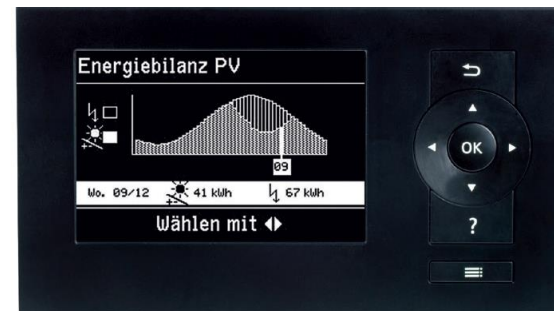 Energiebilanz PV
09
Wo. 09/12 41 kWh 67 kWh
Wählen mit
OK
?